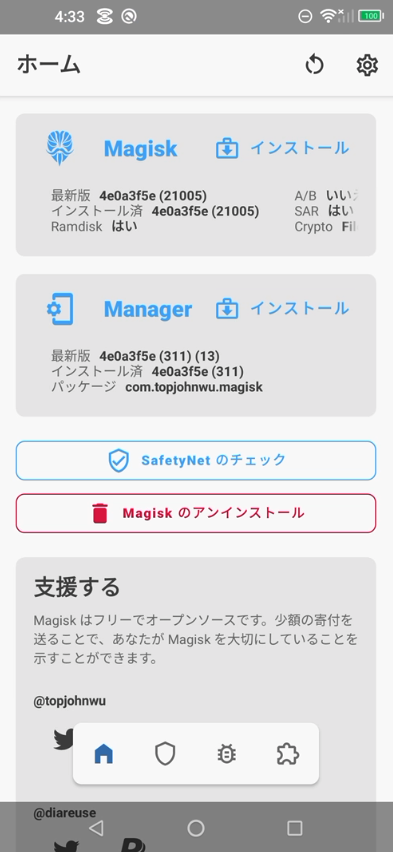 4:33 100
ホーム
Magisk インストール
最新版 4e0a3f5e (21005) A/B いい
インストール済 4e0a3f5e (21005) SAR はい
Ramdisk はい Crypto Fil
Manager インストール
最新版 4e0a3f5e (311) (13)
インストール済 4e0a3f5e (311)
パッケージ com.topjohnwu.magisk
SafetyNet のチェック
Magisk のアンインストール
支援する
Magisk はフリーでオープンソースです。少額の寄付を
送ることで、あなたが Magisk を大切にしていることを
示すことができます。
@topjohnwu
@diareuse